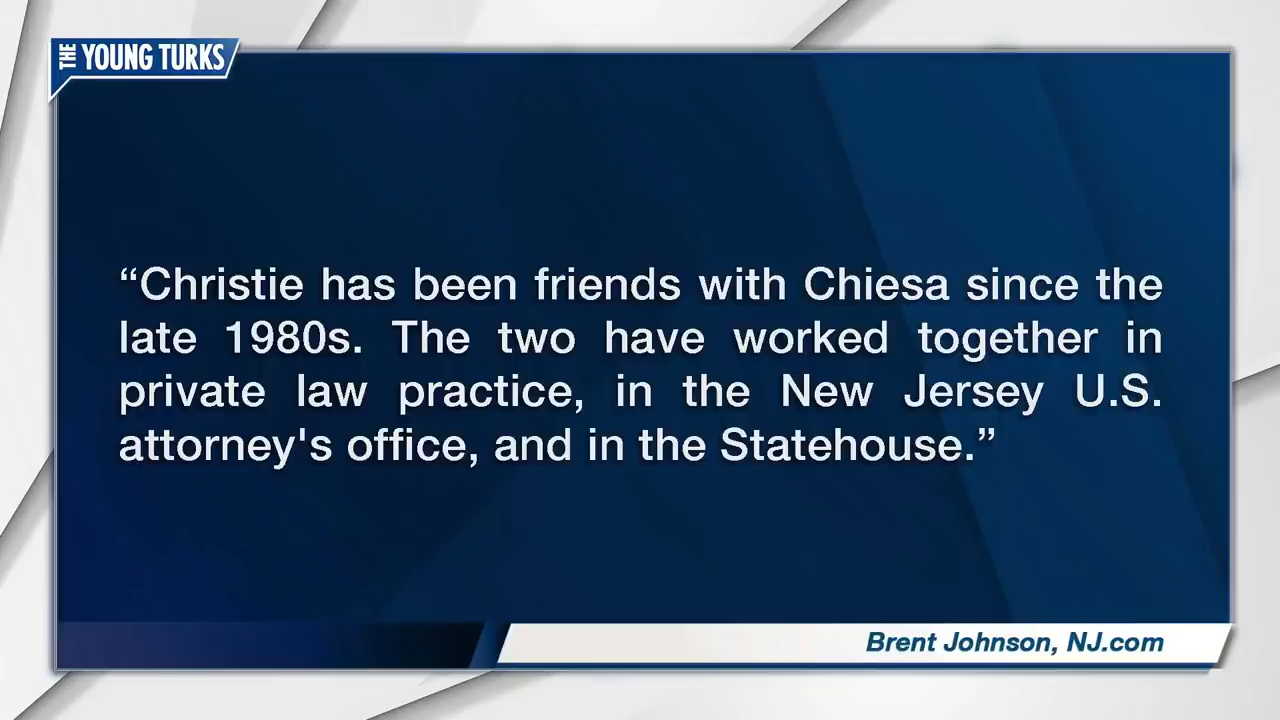 THE YOUNG TURKS
“Christie has been friends with Chiesa since the
late 1980s. The two have worked together in
private law practice, in the New Jersey U.S.
attorney's office, and in the Statehouse.”
Brent Johnson, NJ.com